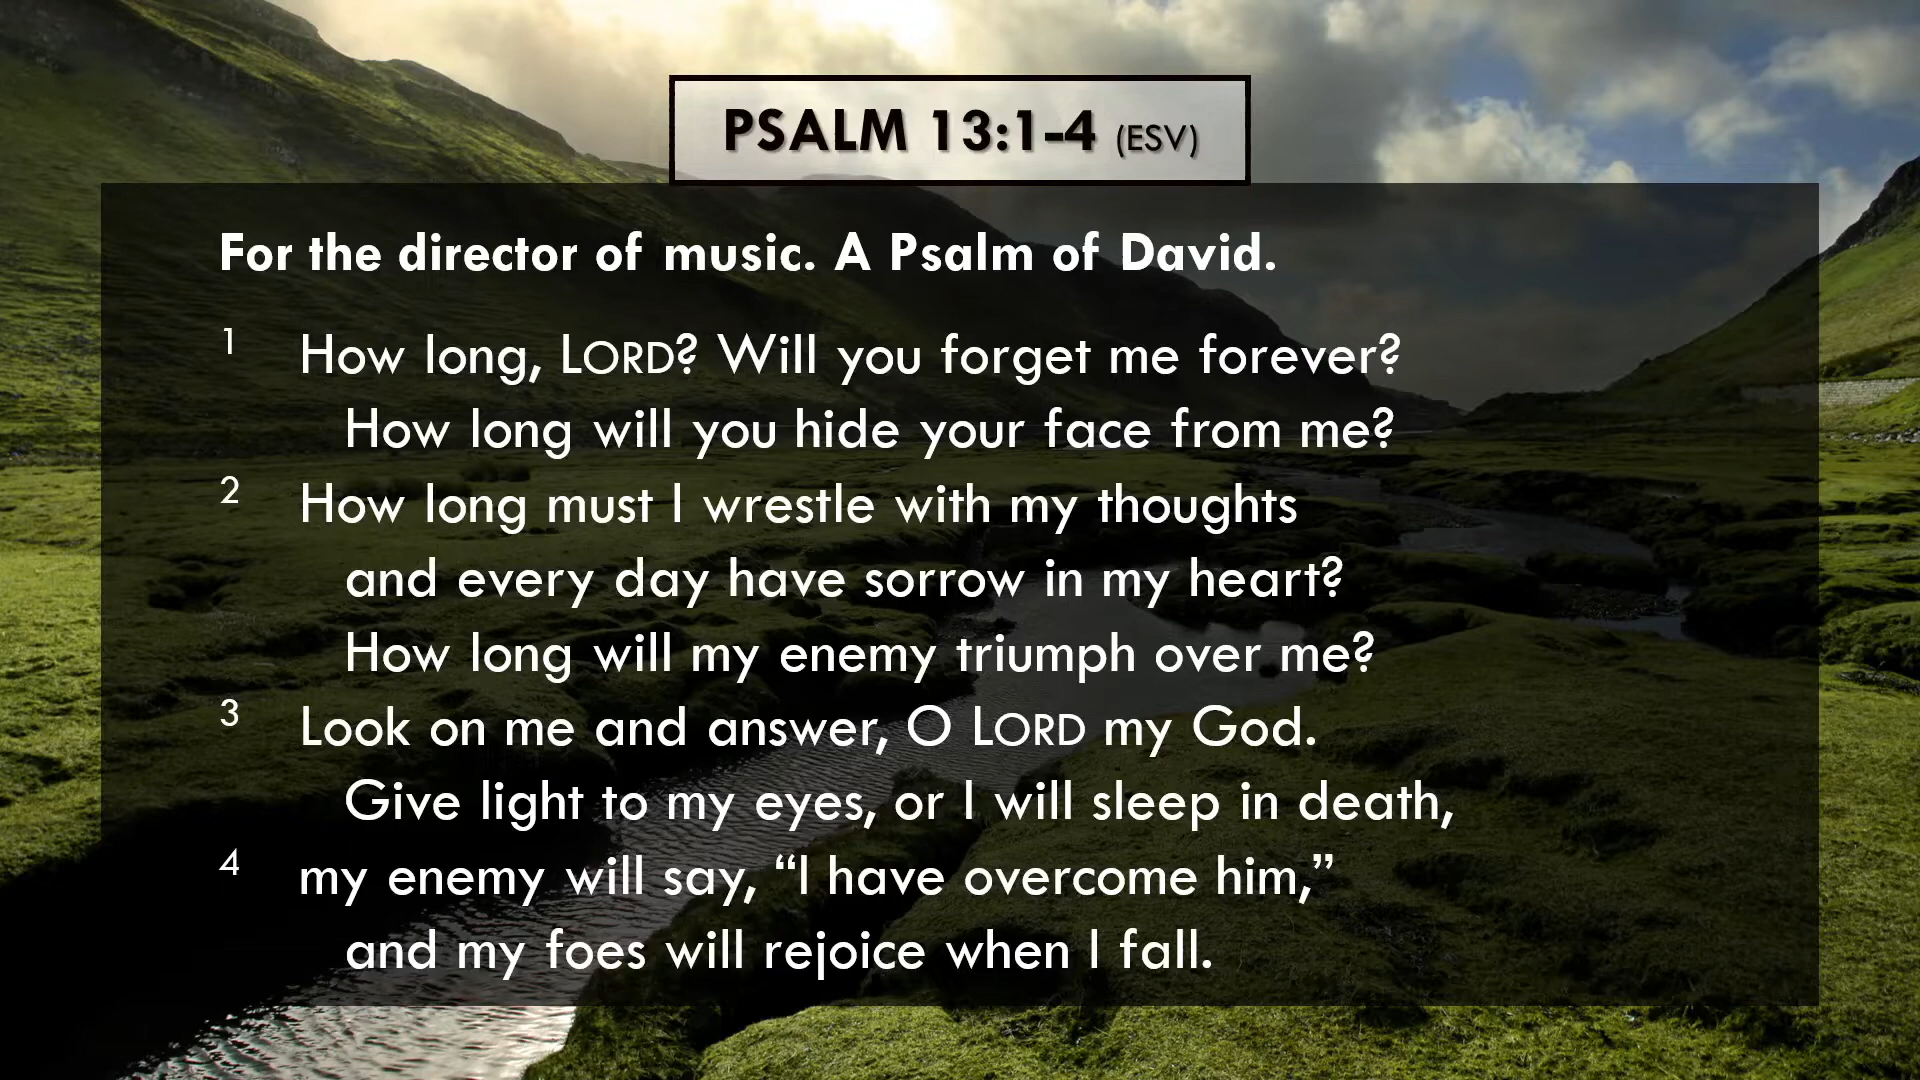 PSALM 13:1-4 (ESV)
For the director of music. A Psalm of David.
1 How long, LORD? Will you forget me forever?
How long will you hide your face from me?
2 How long must I wrestle with my thoughts
and every day have sorrow in my heart?
How long will my enemy triumph over me?
3 Look on me and answer, O LORD my God.
Give light to my eyes, or I will sleep in death,
4 my enemy will say, “I have overcome him,”
and my foes will rejoice when I fall.